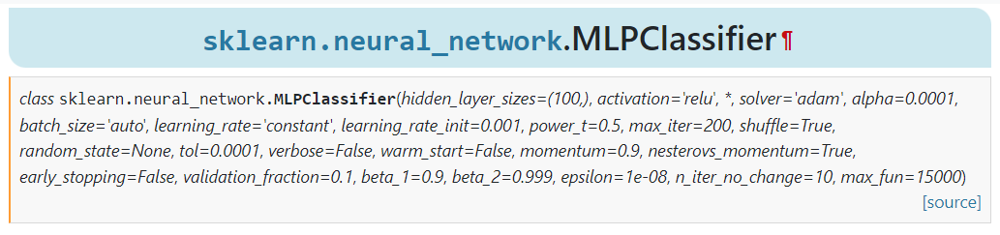 sklearn.neural_network.MLPClassifier¶
class sklearn.neural_network.MLPClassifier(hidden_layer_sizes=(100,), activation='relu', *, solver='adam', alpha=0.0001,
batch_size='auto', learning_rate='constant', learning_rate_init=0.001, power_t=0.5, max_iter=200, shuffle=True,
random_state=None, tol=0.0001, verbose=False, warm_start=False, momentum=0.9, nesterovs_momentum=True,
early_stopping=False, validation_fraction=0.1, beta_1=0.9, beta_2=0.999, epsilon=1e-08, n_iter_no_change=10, max_fun=15000)
[source]